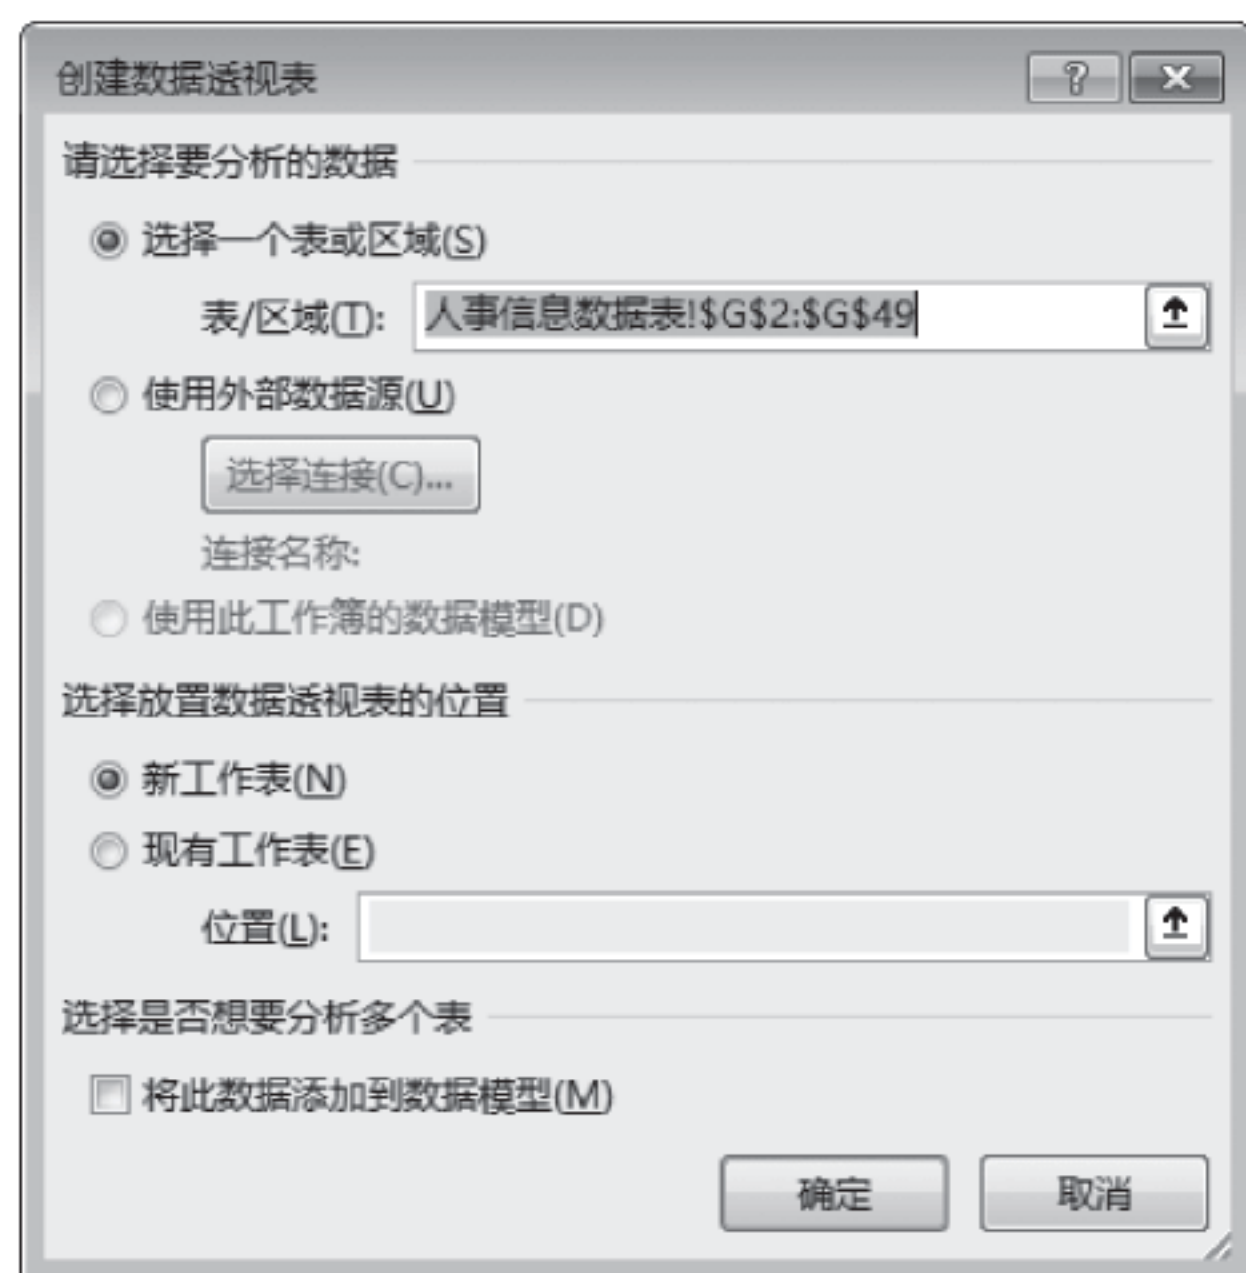 创建数据透视表
请选择要分析的数据
选择一个表或区域(S)
表/区域(T): 人事信息数据表!$G$2:$G$49
使用外部数据源(U)
选择连接(C)...
连接名称:
使用此工作簿的数据模型(D)
选择放置数据透视表的位置
新工作表(N)
现有工作表(E)
位置(L):
选择是否想要分析多个表
将此数据添加到数据模型(M)
确定 取消